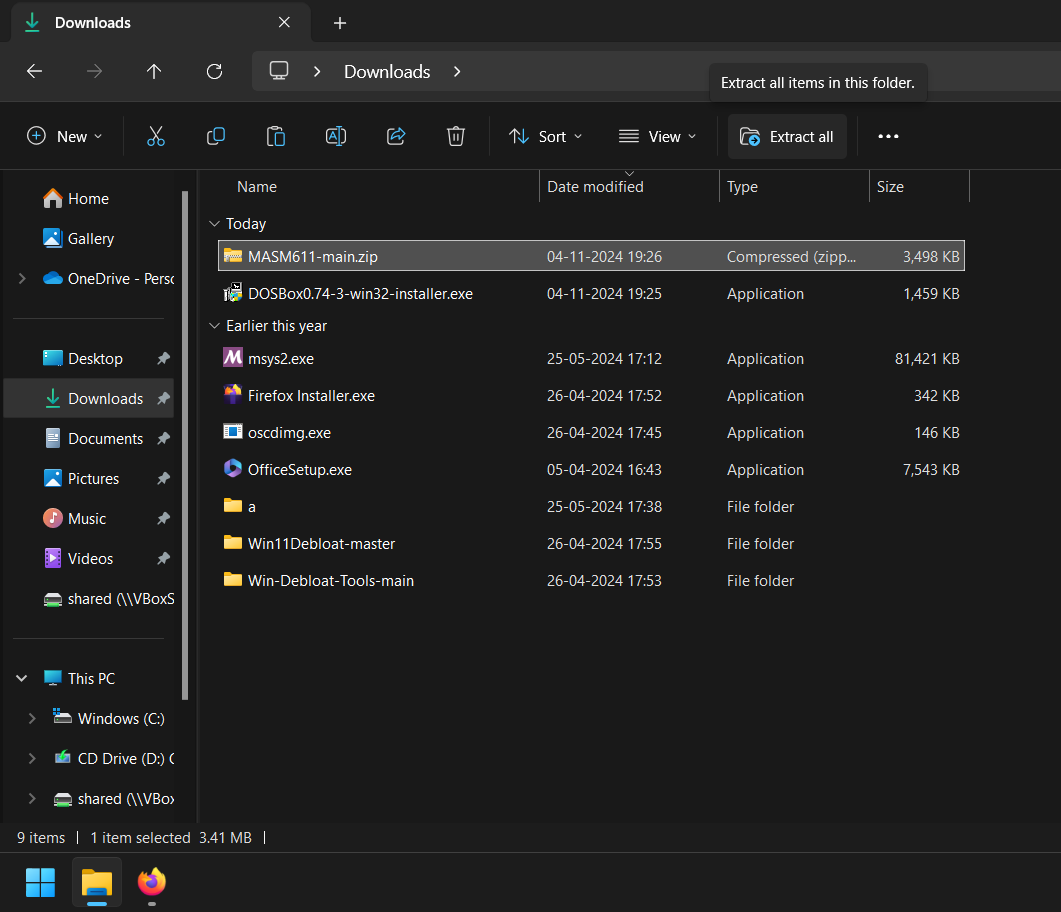 Downloads
Downloads
Extract all items in this folder.
New
Sort
View
Extract all
Name
Date modified
Type
Size
Home
Gallery
OneDrive - Perso
Desktop
Downloads
Documents
Pictures
Music
Videos
shared (\\VBoxS
This PC
Windows (C:)
CD Drive (D:)
shared (\\VBox
Today
MASM611-main.zip 04-11-2024 19:26 Compressed (zipp... 3,498 KB
DOSBox0.74-3-win32-installer.exe 04-11-2024 19:25 Application 1,459 KB
Earlier this year
msys2.exe 25-05-2024 17:12 Application 81,421 KB
Firefox Installer.exe 26-04-2024 17:52 Application 342 KB
oscdimg.exe 26-04-2024 17:45 Application 146 KB
OfficeSetup.exe 05-04-2024 16:43 Application 7,543 KB
a 25-05-2024 17:38 File folder
Win11Debloat-master 26-04-2024 17:55 File folder
Win-Debloat-Tools-main 26-04-2024 17:53 File folder
9 items 1 item selected 3.41 MB